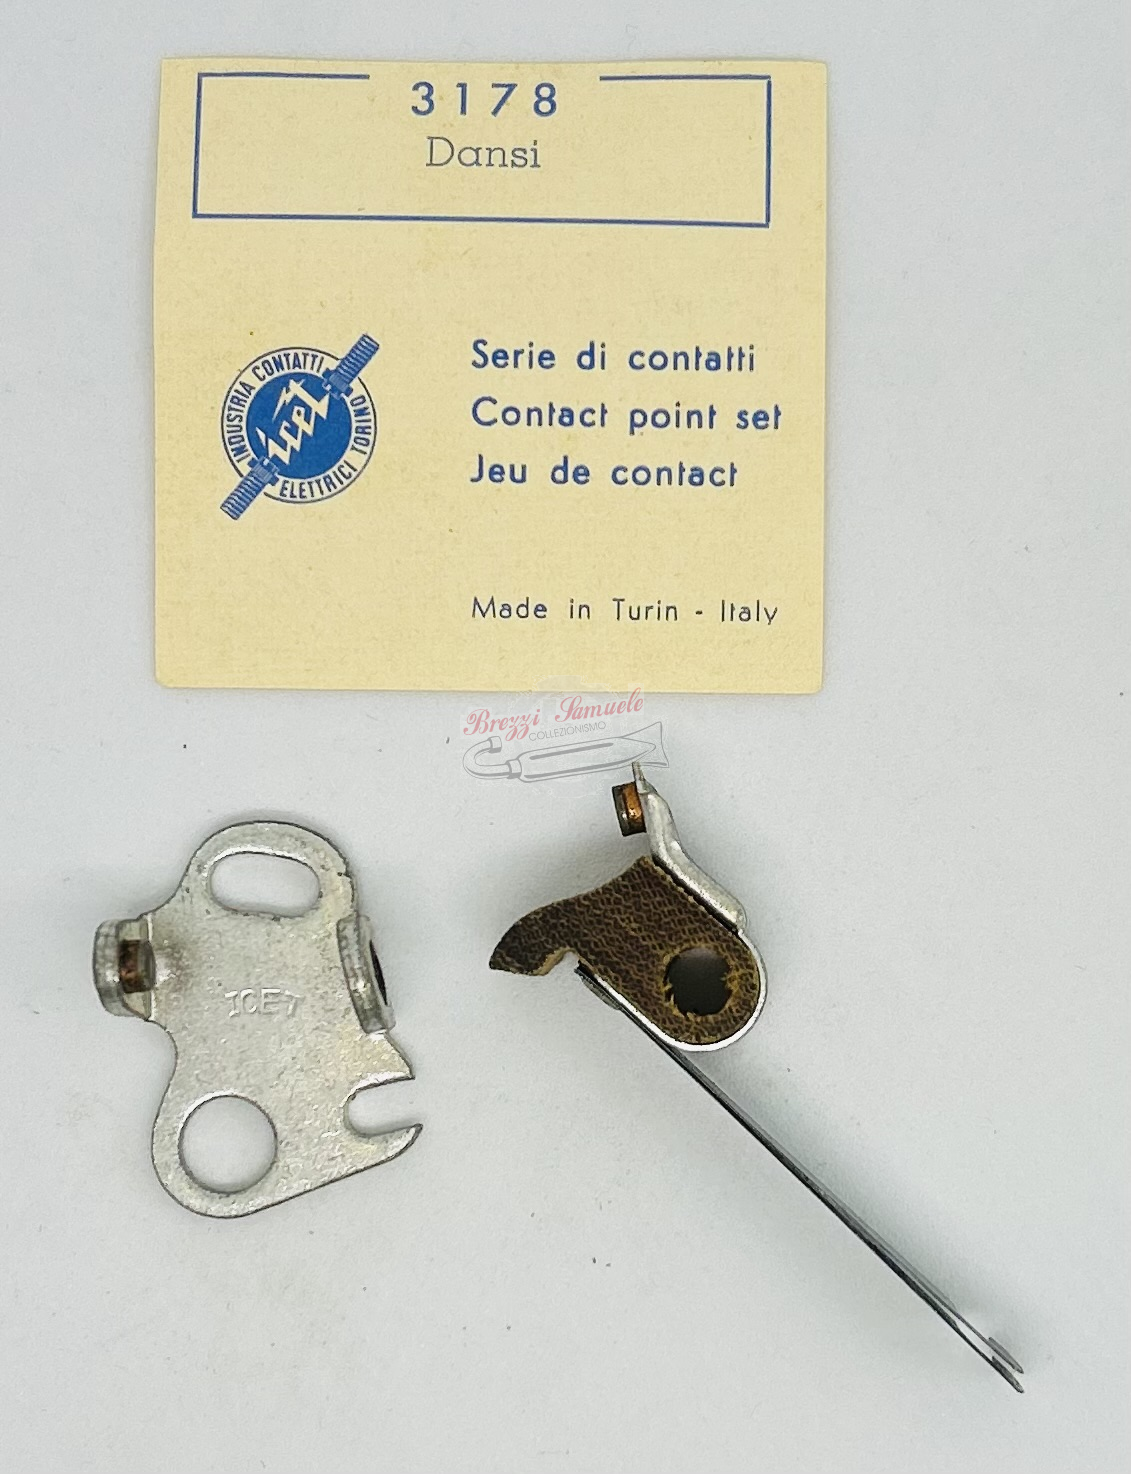 3178
Dansi
INDUSTRIA CONTATTI
ELETTRICI TORINO
icet
Serie di contatti
Contact point set
Jeu de contact
Made in Turin - Italy
Brezzi Samuele
COLLEZIONISMO
ICET